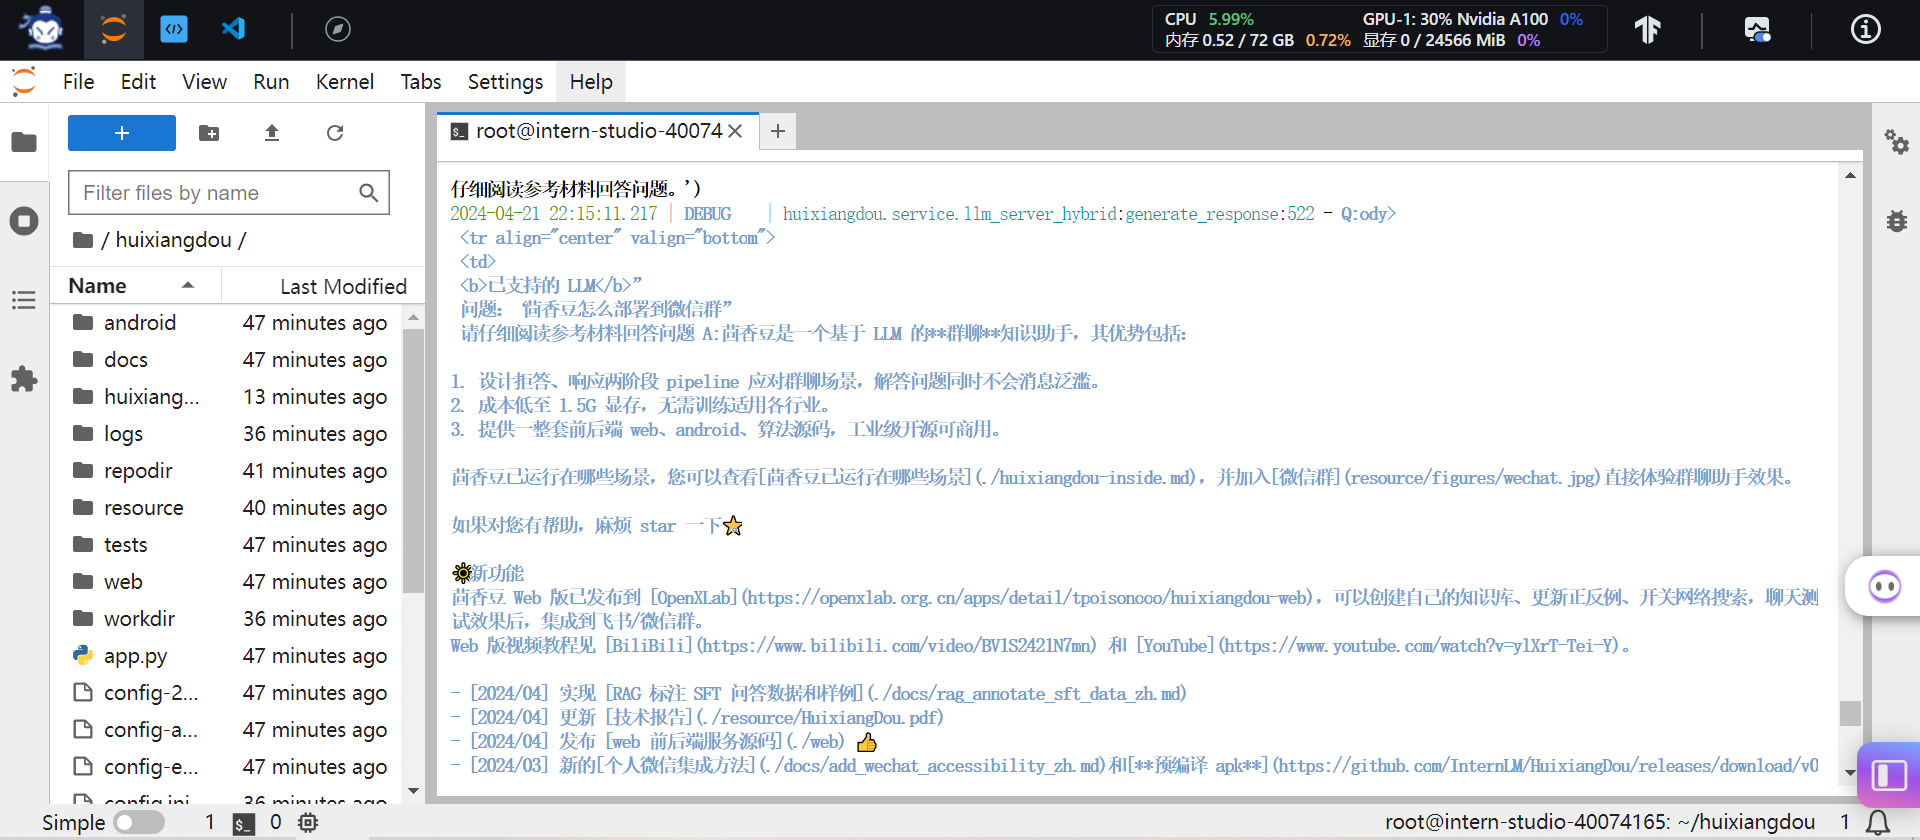 CPU 5.99% GPU-1: 30% Nvidia A100 0%
内存 0.52 / 72 GB 0.72% 显存 0 / 24566 MiB 0%
File Edit View Run Kernel Tabs Settings Help
+
root@intern-studio-40074
Filter files by name
/ huixiangdou /
Name Last Modified
android 47 minutes ago
docs 47 minutes ago
huixiang... 13 minutes ago
logs 36 minutes ago
repodir 41 minutes ago
resource 40 minutes ago
tests 47 minutes ago
web 47 minutes ago
workdir 36 minutes ago
app.py 47 minutes ago
config-2... 47 minutes ago
config-a... 47 minutes ago
config-e... 47 minutes ago
config.ini 36 minutes ago
仔细阅读参考材料回答问题。')
2024-04-21 22:15:11.217 | DEBUG | huixiangdou.service.llm_server_hybrid:generate_response:522 - Q:ody>
<tr align="center" valign="bottom">
<td>
<b>已支持的 LLM</b>”
问题：“茴香豆怎么部署到微信群”
请仔细阅读参考材料回答问题 A:茴香豆是一个基于 LLM 的**群聊**知识助手，其优势包括：
1. 设计拒答、响应两阶段 pipeline 应对群聊场景，解答问题同时不会消息泛滥。
2. 成本低至 1.5G 显存，无需训练适用各行业。
3. 提供一整套前后端 web、android、算法源码，工业级开源可商用。
茴香豆已运行在哪些场景，您可以查看[茴香豆已运行在哪些场景](./huixiangdou-inside.md)，并加入[微信群](resource/figures/wechat.jpg)直接体验群聊助手效果。
如果对您有帮助，麻烦 star 一下⭐
🔆新功能
茴香豆 Web 版已发布到 [OpenXLab](https://openxlab.org.cn/apps/detail/tpoisonooo/huixiangdou-web)，可以创建自己的知识库、更新正反例、开关网络搜索，聊天测
试效果后，集成到飞书/微信群。
Web 版视频教程见 [BiliBili](https://www.bilibili.com/video/BV1S2421N7mn) 和 [YouTube](https://www.youtube.com/watch?v=ylXrT-Tei-Y)。
- [2024/04] 实现 [RAG 标注 SFT 问答数据和样例](./docs/rag_annotate_sft_data_zh.md)
- [2024/04] 更新 [技术报告](./resource/HuixiangDou.pdf)
- [2024/04] 发布 [web 前后端服务源码](./web) 👍
- [2024/03] 新的[个人微信集成方法](./docs/add_wechat_accessibility_zh.md)和[**预编译 apk**](https://github.com/InternLM/HuixiangDou/releases/download/v0
Simple 1 0 root@intern-studio-40074165: ~/huixiangdou 1